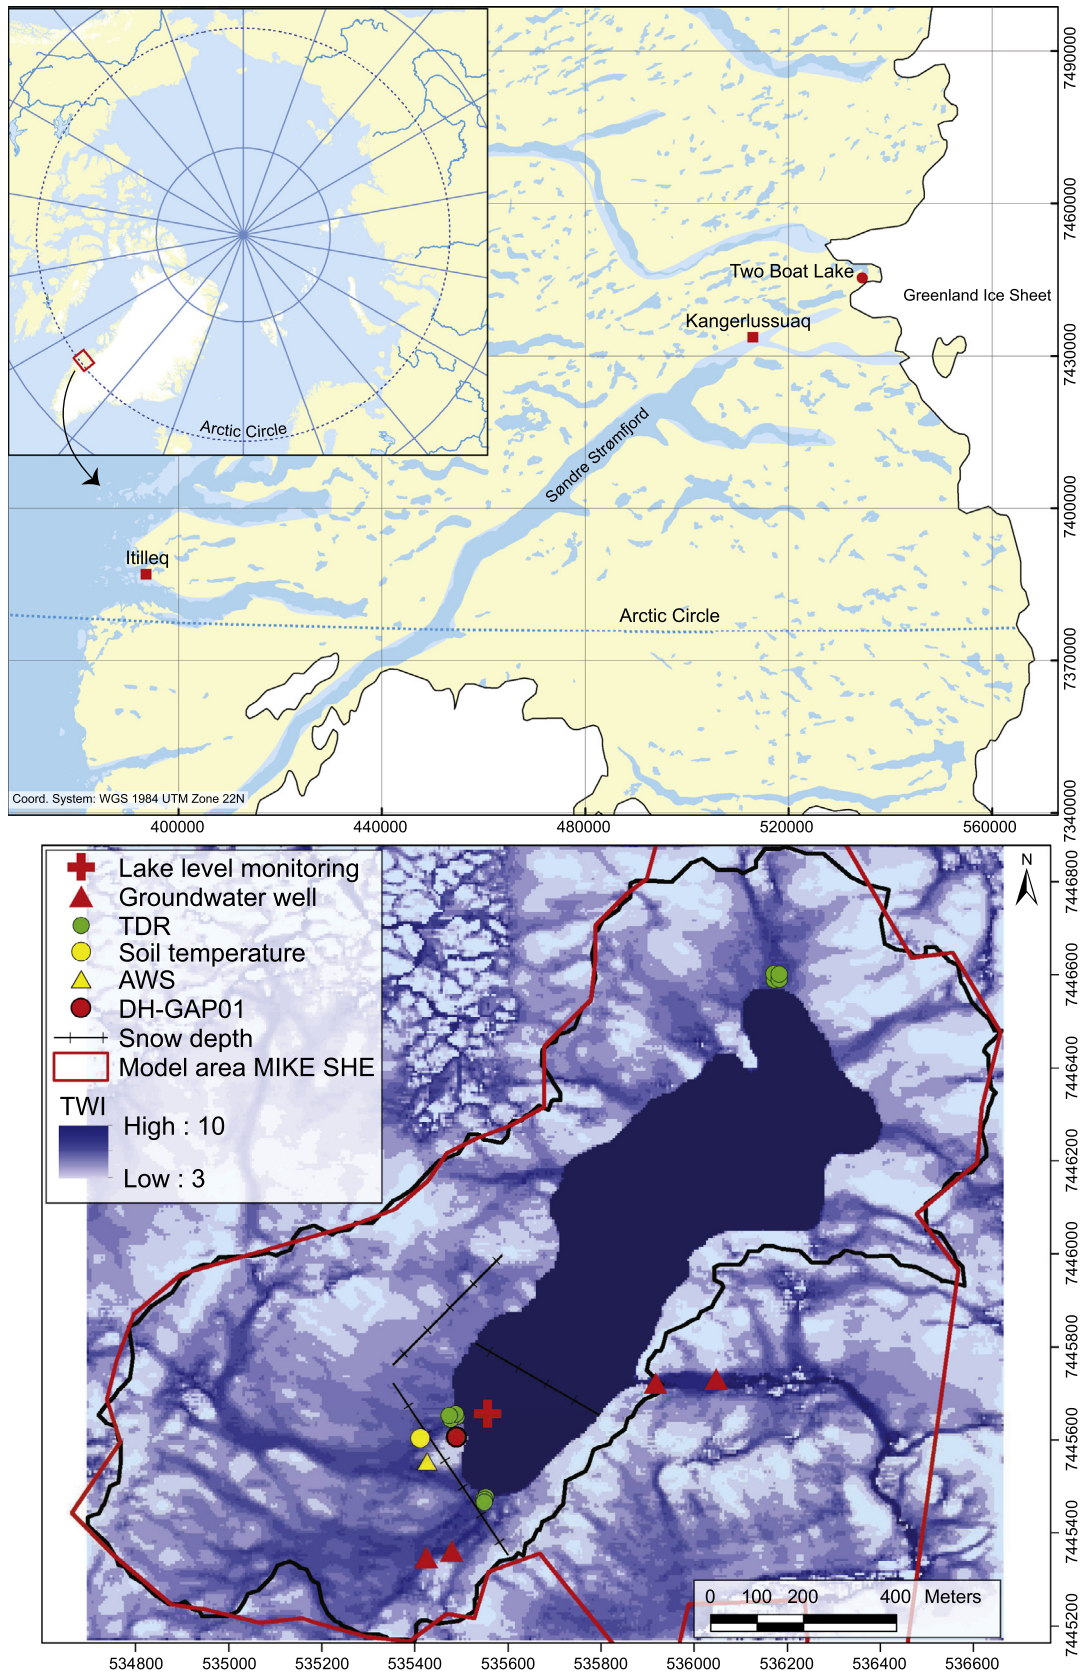 Arctic Circle
Two Boat Lake
Greenland Ice Sheet
Kangerlussuaq
Søndre Strømfjord
Itilleq
Arctic Circle
Coord. System: WGS 1984 UTM Zone 22N
7490000
7460000
7430000
7400000
7370000
7340000
400000 440000 480000 520000 560000
Lake level monitoring
Groundwater well
TDR
Soil temperature
AWS
DH-GAP01
Snow depth
Model area MIKE SHE
TWI
High : 10
Low : 3
N
7446800
7446600
7446400
7446200
7446000
7445800
7445600
7445400
7445200
0 100 200 400 Meters
534800 535000 535200 535400 535600 535800 536000 536200 536400 536600